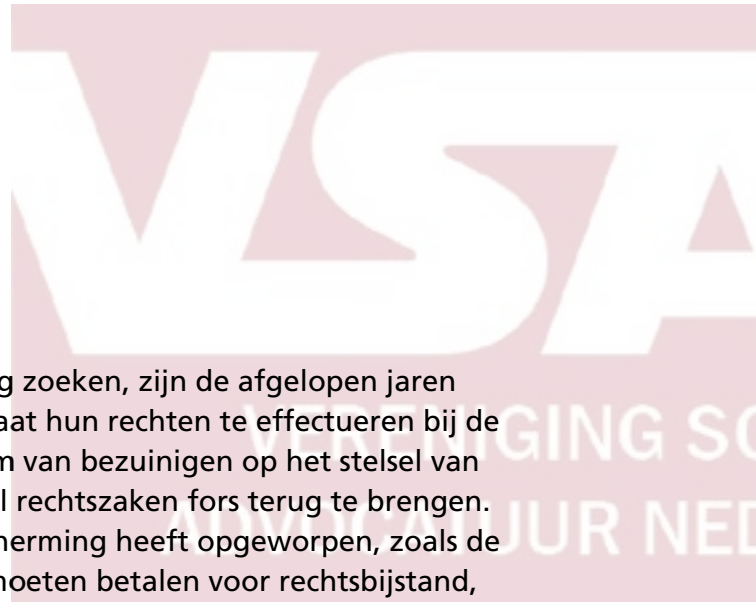 VSA
g zoeken, zijn de afgelopen jaren
aat hun rechten te effectueren bij de
VERENIGING SO
van bezuinigen op het stelsel van
l rechtszaken fors terug te brengen.
ADVOCATUUR NED
herming heeft opgeworpen, zoals de
moeten betalen voor rechtsbijstand,